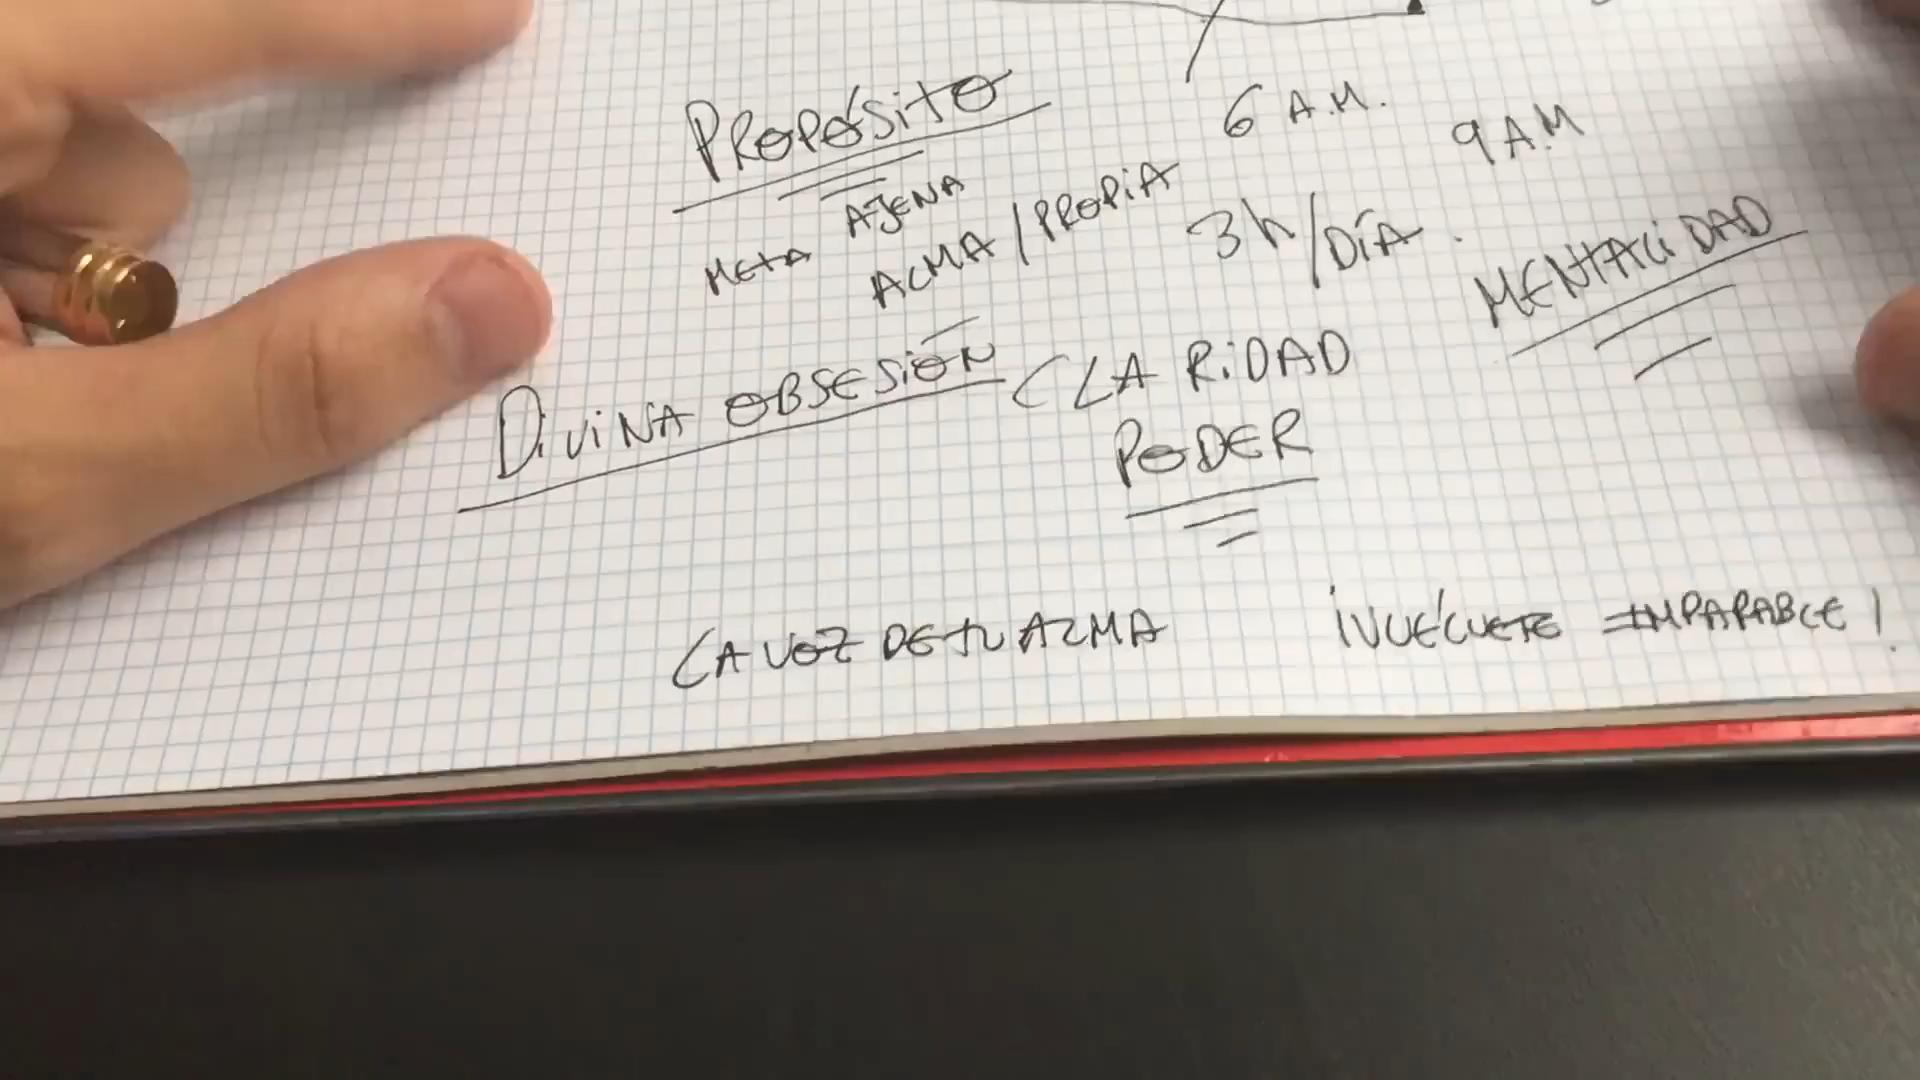 PROPÓSITO
6 A.M.
9 A.M
META AJENA
ALMA / PROPIA
3h/DÍA.
MENTALIDAD
DIVINA OBSESIÓN
CLARIDAD
PODER
LA VOZ DE TU ALMA
¡VUÉLVETE IMPARABLE!